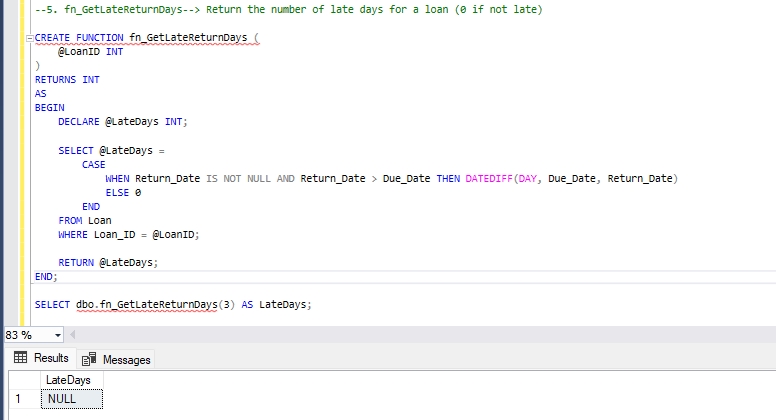 --5. fn_GetLateReturnDays--> Return the number of late days for a loan (0 if not late)
CREATE FUNCTION fn_GetLateReturnDays (
@LoanID INT
)
RETURNS INT
AS
BEGIN
DECLARE @LateDays INT;
SELECT @LateDays =
CASE
WHEN Return_Date IS NOT NULL AND Return_Date > Due_Date THEN DATEDIFF(DAY, Due_Date, Return_Date)
ELSE 0
END
FROM Loan
WHERE Loan_ID = @LoanID;
RETURN @LateDays;
END;
SELECT dbo.fn_GetLateReturnDays(3) AS LateDays;
83 %
Results Messages
LateDays
1 NULL